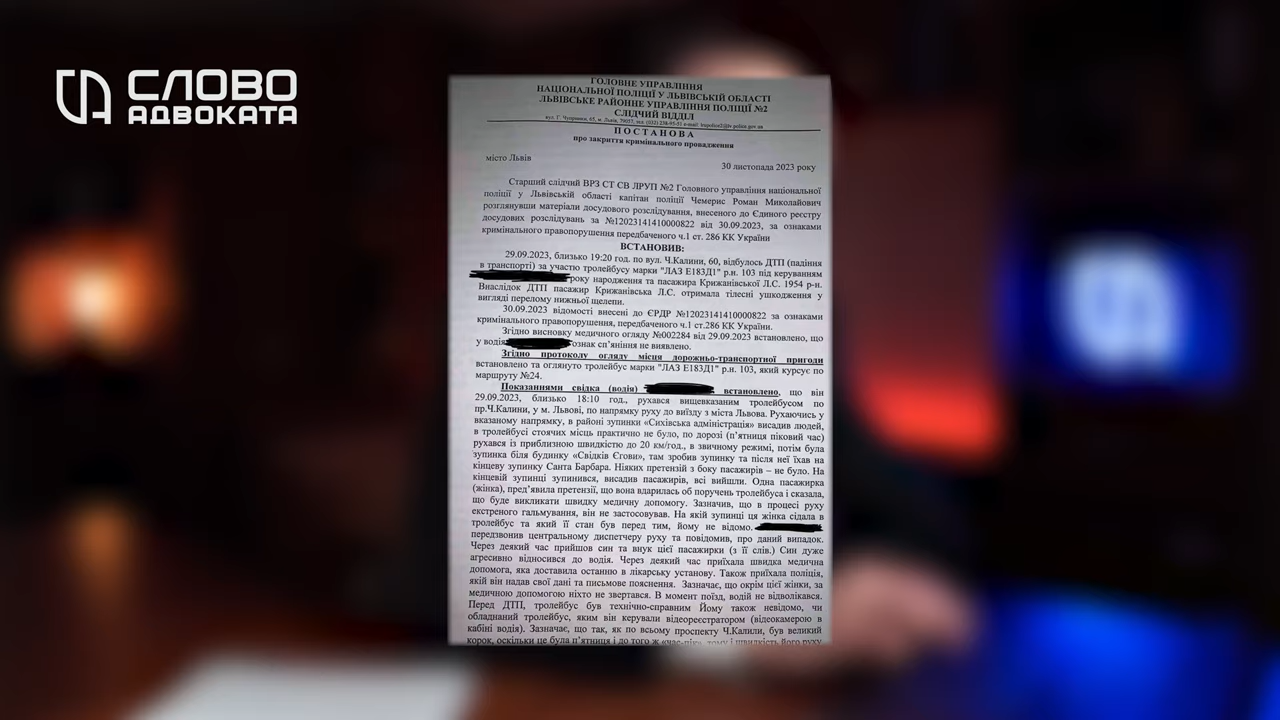 СЛОВО
АДВОКАТА
ГОЛОВНЕ УПРАВЛІННЯ
НАЦІОНАЛЬНОЇ ПОЛІЦІЇ У ЛЬВІВСЬКІЙ ОБЛАСТІ
ЛЬВІВСЬКЕ РАЙОННЕ УПРАВЛІННЯ ПОЛІЦІЇ №2
СЛІДЧИЙ ВІДДІЛ
П О С Т А Н О В А
про закриття кримінального провадження
місто Львів
30 листопада 2023 року
Старший слідчий ВРЗ СТ СВ ЛРУП №2 Головного управління національної
поліції у Львівській області капітан поліції Чемерис Роман Миколайович
розглянувши матеріали досудового розслідування, внесеного до Єдиного реєстру
досудових розслідувань за №12023141410000822 від 30.09.2023, за ознаками
кримінального правопорушення передбаченого ч.1 ст. 286 КК України
ВСТАНОВИВ:
29.09.2023, близько 19:20 год. по вул. Ч.Калини, 60, відбулось ДТП (падіння
в транспорті) за участю тролейбусу марки "ЛАЗ Е183Д1" р.н. 103 під керуванням
року народження та пасажира Крижанівської Л.С. 1954 р-н.
Внаслідок ДТП пасажир Крижанівська Л.С. отримала тілесні ушкодження у
вигляді перелому нижньої щелепи.
30.09.2023 відомості внесені до ЄРДР №12023141410000822 за ознаками
кримінального правопорушення, передбаченого ч.1 ст.286 КК України.
Згідно висновку медичного огляду №002284 від 29.09.2023 встановлено, що
у водія ознак сп'яніння не виявлено.
Згідно протоколу огляду місця дорожньо-транспортної пригоди
встановлено та оглянуто тролейбус марки "ЛАЗ Е183Д1" р.н. 103, який курсує по
маршруту №24.
Показаннями свідка (водія) встановлено, що він
29.09.2023, близько 18:10 год., рухався вищевказаним тролейбусом по
пр.Ч.Калини, у м. Львові, по напрямку руху до виїзду з міста Львова. Рухаючись у
вказаному напрямку, в районі зупинки «Сихівська адміністрація» висадив людей,
в тролейбусі стоячих місць практично не було, по дорозі (п'ятниця піковий час)
рухався із приблизною швидкістю до 20 км/год., в звичному режимі, потім була
зупинка біля будинку «Свідків Єгови», там зробив зупинку та після неї їхав на
кінцеву зупинку Санта Барбара. Ніяких претензій з боку пасажирів – не було. На
кінцевій зупинці зупинився, висадив пасажирів, всі вийшли. Одна пасажирка
(жінка), пред'явила претензії, що вона вдарилась об поручень тролейбуса і сказала,
що буде викликати швидку медичну допомогу. Зазначив, що в процесі руху
екстреного гальмування, він не застосовував. На якій зупинці ця жінка сідала в
тролейбус та який її стан був перед тим, йому не відомо.
передзвонив центральному диспетчеру руху та повідомив, про даний випадок.
Через деякий час прийшов син та внук цієї пасажирки (з її слів.) Син дуже
агресивно відносився до водія. Через деякий час приїхала швидка медична
допомога, яка доставила останню в лікарську установу. Також приїхала поліція,
якій він надав свої дані та письмове пояснення. Зазначає, що окрім цієї жінки, за
медичною допомогою ніхто не звертався. В момент поїзд, водій не відволікався.
Перед ДТП, тролейбус був технічно-справним Йому також невідомо, чи
обладнаний тролейбус, яким він керували відеореєстратором (відеокамерою в
кабіні водія). Зазначає, що так, як по всьому проспекту Ч.Калили, був великий
корок, оскільки це була п'ятниця і до того ж «час-пік», тому і швидкість його руху